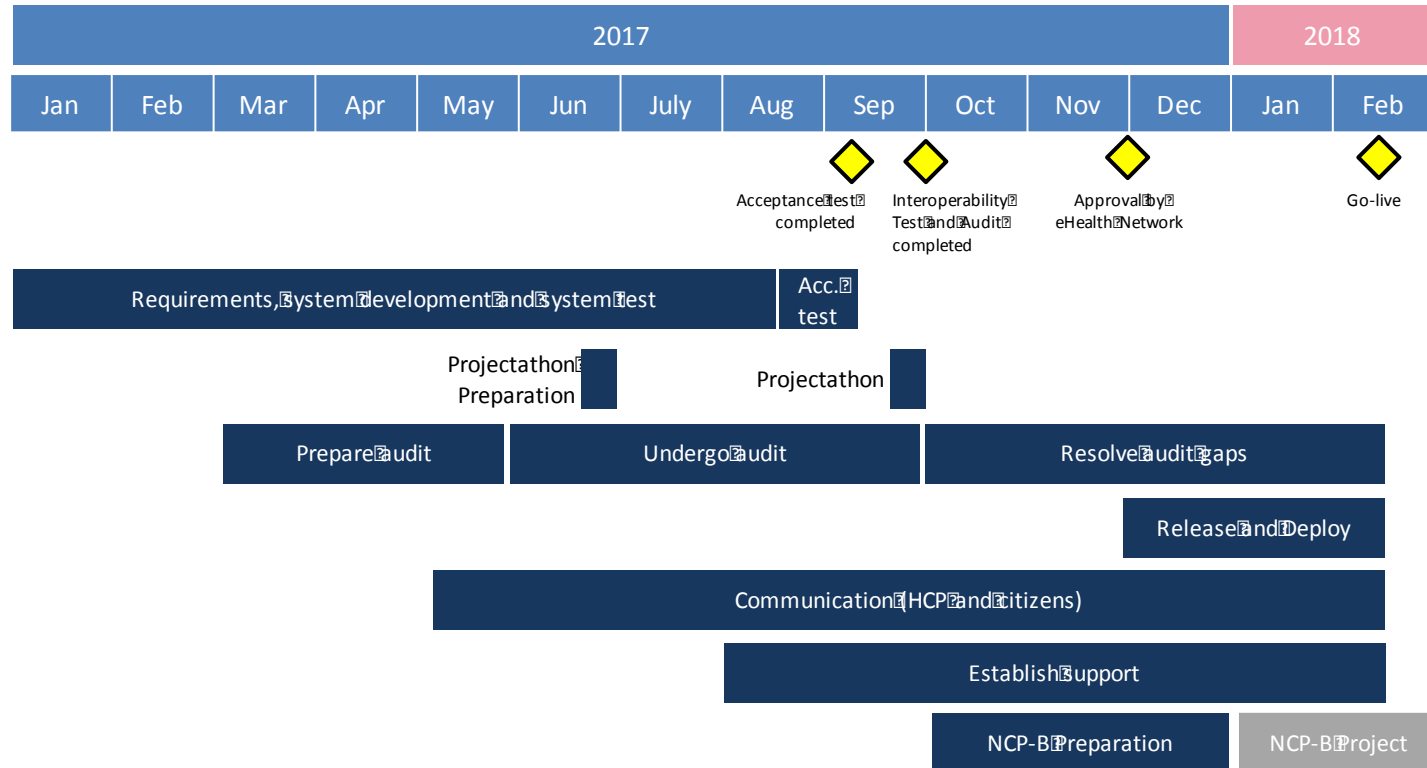 2017 2018
Jan Feb Mar Apr May Jun July Aug Sep Oct Nov Dec Jan Feb
Acceptance test
completed
Interoperability
Test and Audit
completed
Approval by
eHealth Network
Go-live
Requirements, system development and system test
Acc.
test
Projectathon
Preparation
Projectathon
Prepare audit
Undergo audit
Resolve audit gaps
Release and Deploy
Communication (HCP and citizens)
Establish support
NCP-B Preparation
NCP-B Project